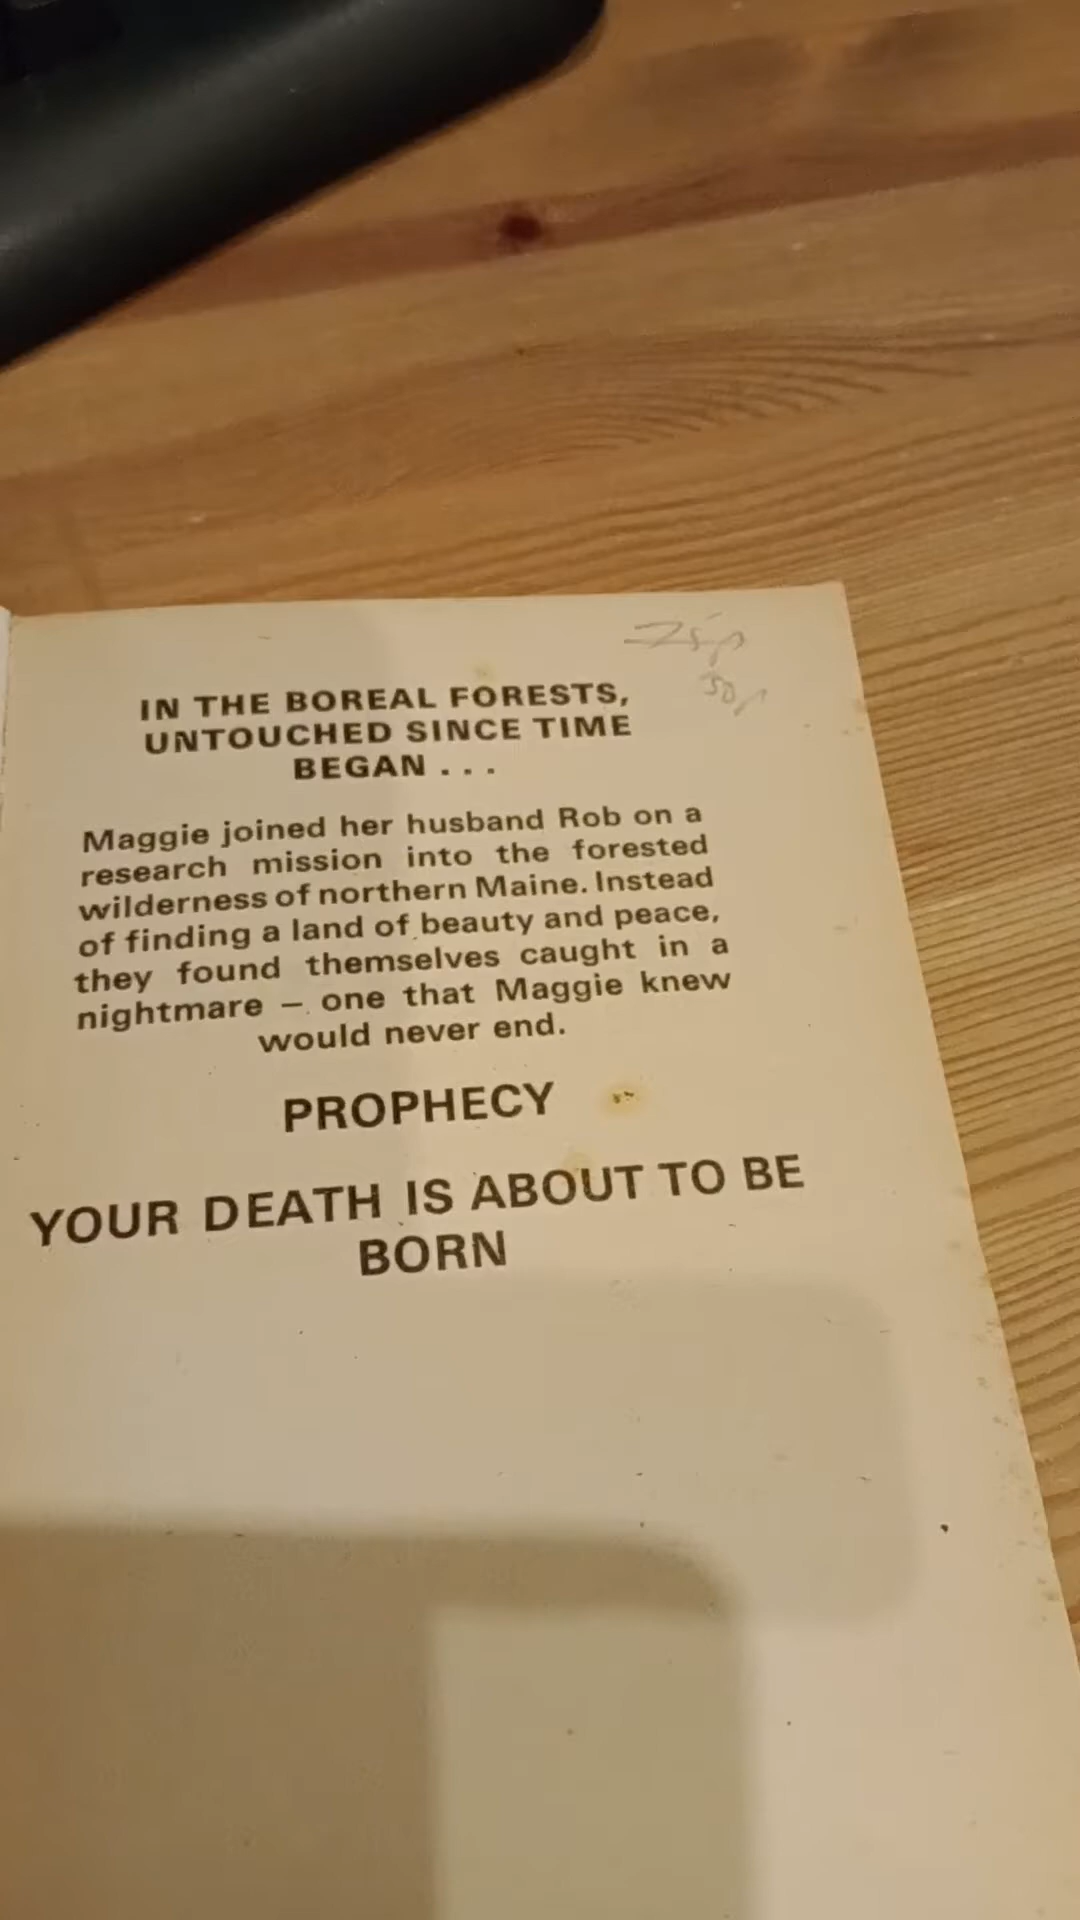 75p
30p
IN THE BOREAL FORESTS,
UNTOUCHED SINCE TIME
BEGAN . . .
Maggie joined her husband Rob on a
research mission into the forested
wilderness of northern Maine. Instead
of finding a land of beauty and peace,
they found themselves caught in a
nightmare – one that Maggie knew
would never end.
PROPHECY
YOUR DEATH IS ABOUT TO BE
BORN